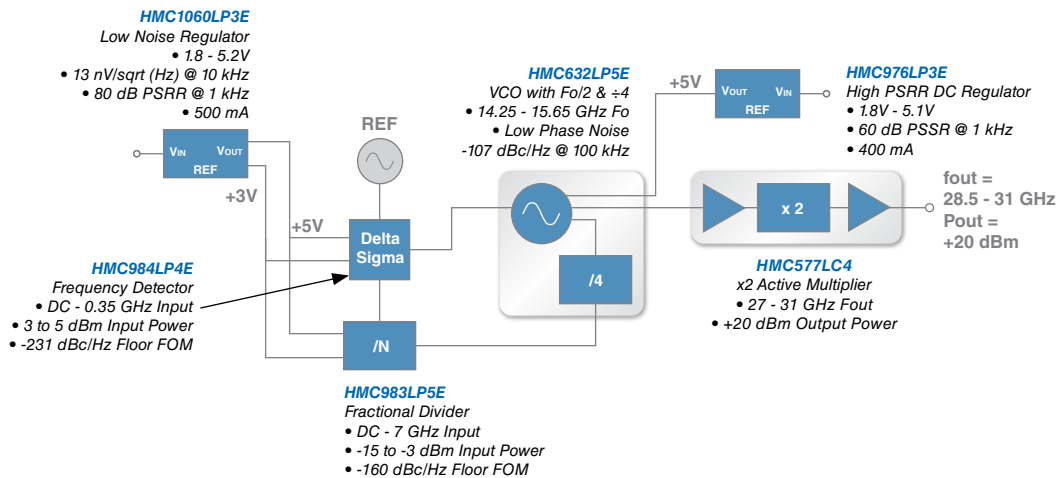 HMC1060LP3E
Low Noise Regulator
• 1.8 - 5.2V
• 13 nV/sqrt (Hz) @ 10 kHz
• 80 dB PSRR @ 1 kHz
• 500 mA
VIN
VOUT
REF
+3V
+5V
REF
Delta
Sigma
HMC984LP4E
Frequency Detector
• DC - 0.35 GHz Input
• 3 to 5 dBm Input Power
• -231 dBc/Hz Floor FOM
/N
HMC983LP5E
Fractional Divider
• DC - 7 GHz Input
• -15 to -3 dBm Input Power
• -160 dBc/Hz Floor FOM
HMC632LP5E
VCO with Fo/2 & ÷4
• 14.25 - 15.65 GHz Fo
• Low Phase Noise
-107 dBc/Hz @ 100 kHz
/4
+5V
VOUT
VIN
REF
HMC976LP3E
High PSRR DC Regulator
• 1.8V - 5.1V
• 60 dB PSSR @ 1 kHz
• 400 mA
x 2
HMC577LC4
x2 Active Multiplier
• 27 - 31 GHz Fout
• +20 dBm Output Power
fout =
28.5 - 31 GHz
Pout =
+20 dBm